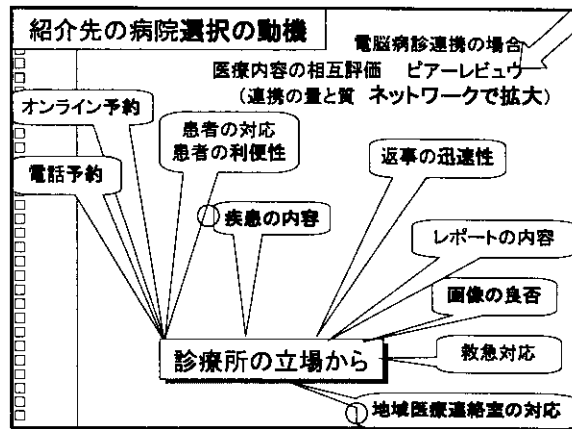 紹介先の病院選択の動機
電脳病診連携の場合
医療内容の相互評価　ピアーレビュウ
（連携の量と質　ネットワークで拡大）
オンライン予約
患者の対応
患者の利便性
返事の迅速性
電話予約
疾患の内容
レポートの内容
画像の良否
診療所の立場から
救急対応
地域医療連絡室の対応